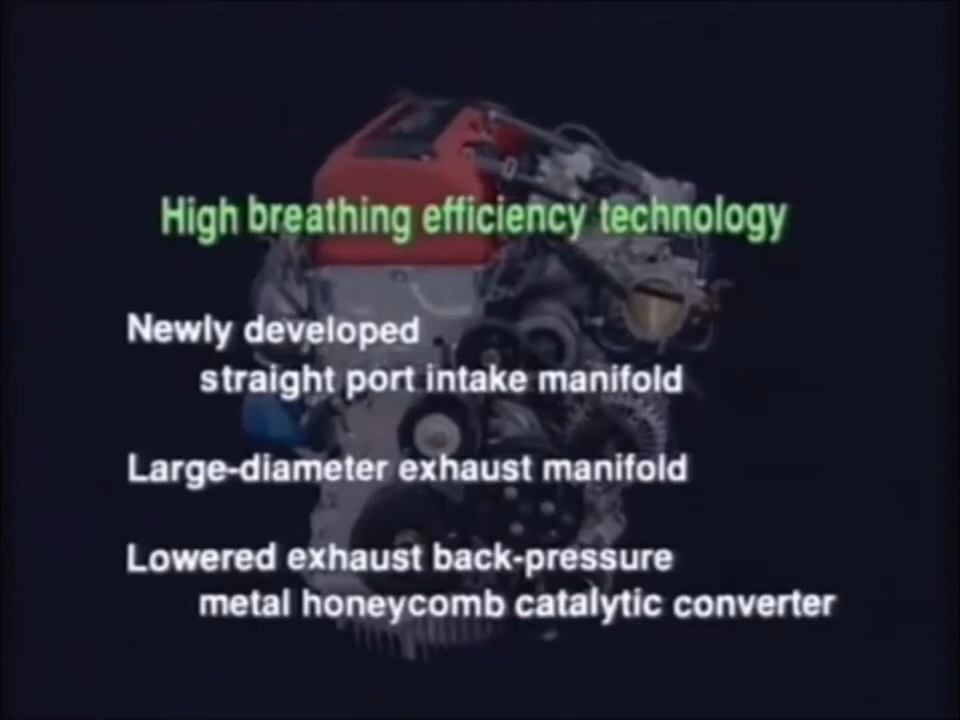 High breathing efficiency technology
Newly developed
straight port intake manifold
Large-diameter exhaust manifold
Lowered exhaust back-pressure
metal honeycomb catalytic converter